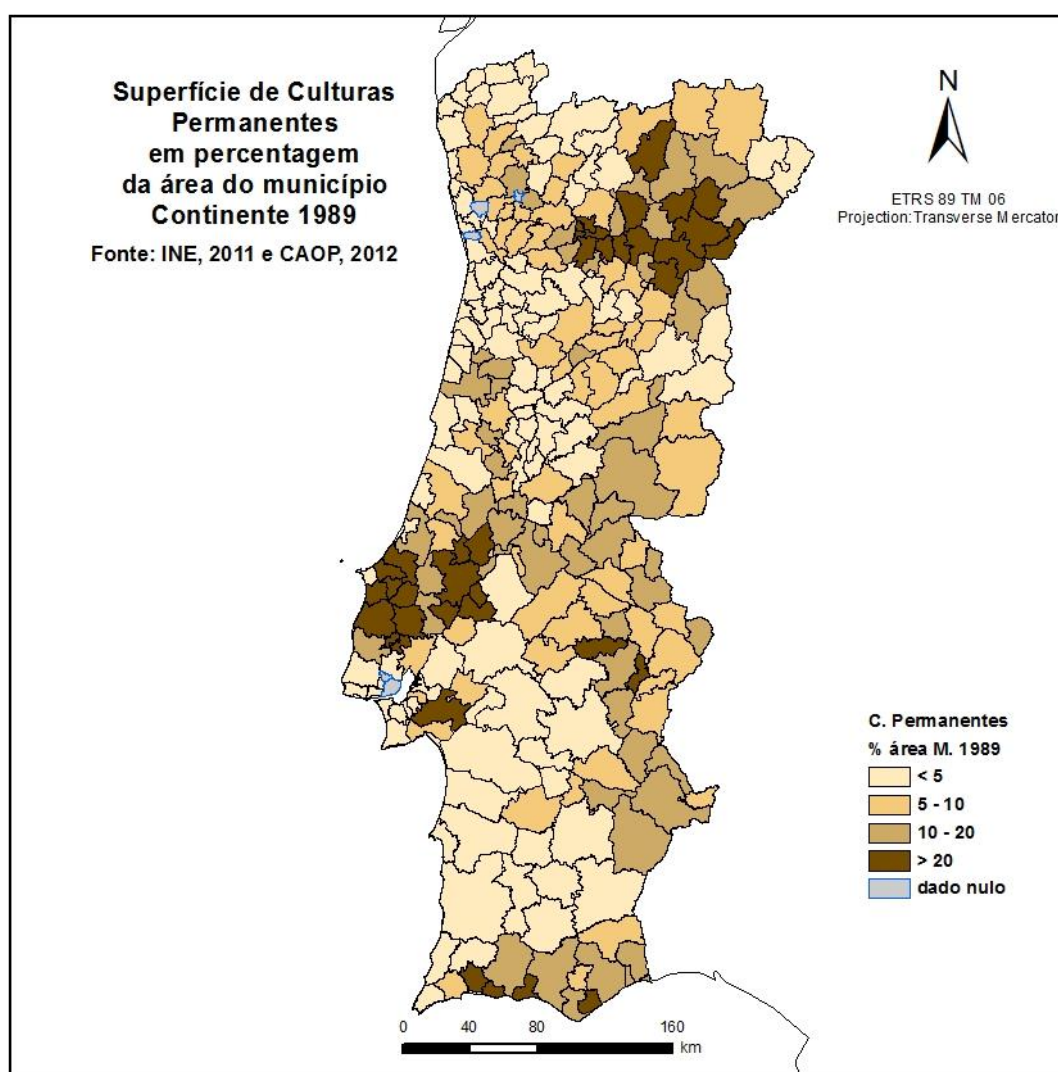 Superfície de Culturas
Permanentes
em percentagem
da área do município
Continente 1989
Fonte: INE, 2011 e CAOP, 2012
N
ETRS 89 TM 06
Projection:Transverse Mercator
C. Permanentes
% área M. 1989
< 5
5 - 10
10 - 20
> 20
dado nulo
0 40 80 160
km